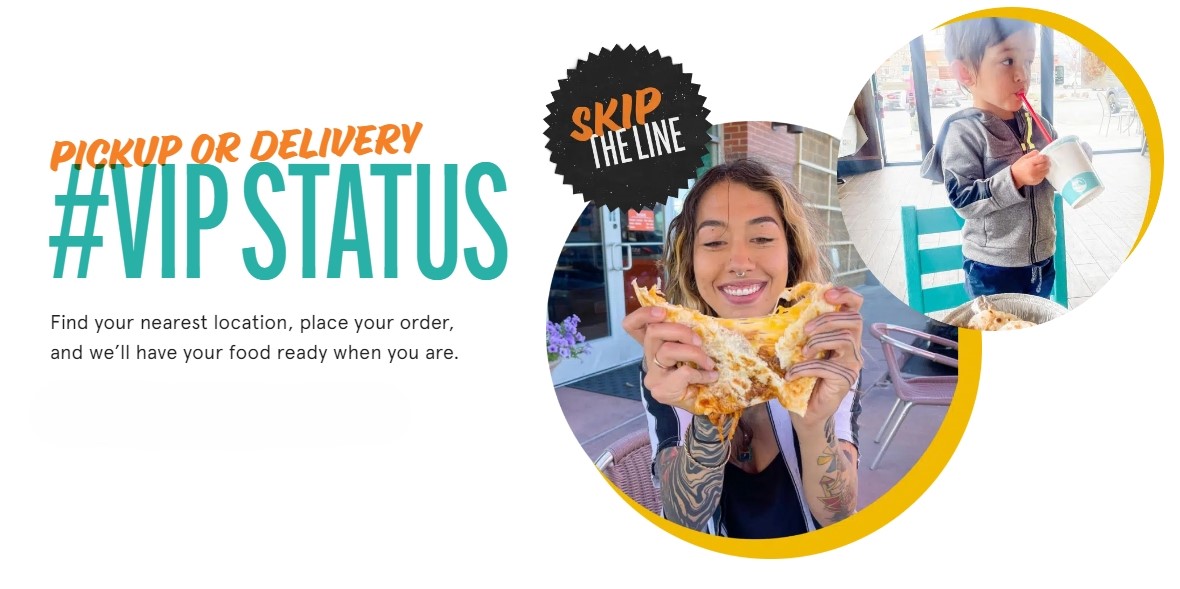 PICKUP OR DELIVERY
#VIP STATUS
Find your nearest location, place your order,
and we’ll have your food ready when you are.
SKIP
THE LINE